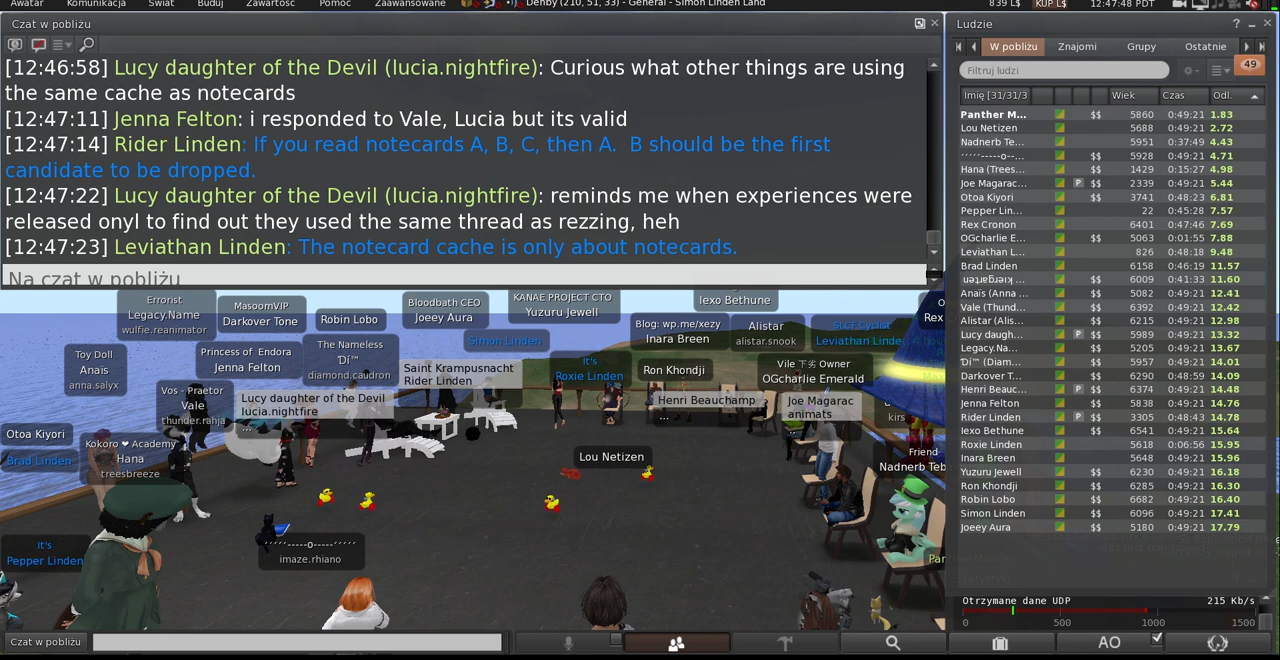 Awatar Komunikacja Świat Buduj Zawartość Pomoc Zaawansowane Denby (210, 51, 33) - General - Simon Linden Land 839 L$ KUP L$ 12:47:48 PDT
Czat w pobliżu
[12:46:58] Lucy daughter of the Devil (lucia.nightfire): Curious what other things are using
the same cache as notecards
[12:47:11] Jenna Felton: i responded to Vale, Lucia but its valid
[12:47:14] Rider Linden: If you read notecards A, B, C, then A.  B should be the first
candidate to be dropped.
[12:47:22] Lucy daughter of the Devil (lucia.nightfire): reminds me when experiences were
released onyl to find out they used the same thread as rezzing, heh
[12:47:23] Leviathan Linden: The notecard cache is only about notecards.
Na czat w pobliżu
Errorist
Legacy.Name
wulfie.reanimator
MasoomVIP
Darkover Tone
Robin Lobo
Bloodbath CEO
Joeey Aura
KANAE PROJECT CTO
Yuzuru Jewell
Iexo Bethune
Simon Linden
Blog: wp.me/xezy
Inara Breen
Alistar
alistar.snook
SLCF Cyclist
Leviathan Linden
Toy Doll
Anais
anna.salyx
Princess of Endora
Jenna Felton
The Nameless
'Dí™'
diamond.caudron
Saint Krampusnacht
Rider Linden
It's
Roxie Linden
Ron Khondji
Vile 下劣 Owner
OGcharlie Emerald
Vos - Praetor
Vale
thunder.rahja
Lucy daughter of the Devil
lucia.nightfire
...
Henri Beauchamp
...
Joe Magarac
animats
Otoa Kiyori
Brad Linden
Kokoro ❤ Academy
Hana
treesbreeze
Lou Netizen
Friend
Nadnerb Teb
It's
Pepper Linden
´´´´´-----o-----´´´´´
imaze.rhiano
Czat w pobliżu
Ludzie
W pobliżu Znajomi Grupy Ostatnie
Filtruj ludzi
49
Imię [31/31/3 Wiek Czas Odl.
Panther M... $$ 5860 0:49:21 1.83
Lou Netizen 5688 0:49:21 2.72
Nadnerb Te... 5951 0:37:49 4.43
´´´´´-----o--... $$ 5928 0:49:21 4.71
Hana (Trees... $$ 1429 0:15:27 4.98
Joe Magarac... P $$ 2339 0:49:21 5.44
Otoa Kiyori $$ 3741 0:48:23 6.81
Pepper Lin... 22 0:45:28 7.57
Rex Cronon 6401 0:47:46 7.69
OGcharlie E... $$ 5063 0:01:55 7.88
Leviathan L... 826 0:48:18 9.48
Brad Linden 6158 0:46:19 11.57
$$ 6009 0:41:33 11.60
Anaïs (Anna ... $$ 5082 0:49:21 12.41
Vale (Thund... $$ 6392 0:49:21 12.42
Alistar (Alis... $$ 6215 0:49:21 12.98
Lucy daugh... P $$ 5989 0:49:21 13.32
Legacy.Na... $$ 5205 0:49:21 13.67
'Dí™ (Diam... $$ 5957 0:49:21 14.01
Darkover T... $$ 6290 0:48:59 14.09
Henri Beauc... P $$ 6374 0:49:21 14.48
Jenna Felton $$ 5838 0:49:21 14.76
Rider Linden P $$ 3305 0:48:43 14.78
Iexo Bethune $$ 6541 0:49:21 15.64
Roxie Linden 5618 0:06:56 15.95
Inara Breen 5648 0:49:21 15.96
Yuzuru Jewell $$ 6230 0:49:21 16.18
Ron Khondji $$ 6285 0:49:21 16.30
Robin Lobo $$ 6682 0:49:21 16.40
Simon Linden $$ 6096 0:49:21 17.41
Joeey Aura $$ 5180 0:49:21 17.79
Otrzymane dane UDP 215 Kb/s
0 500 1000 1500
AO